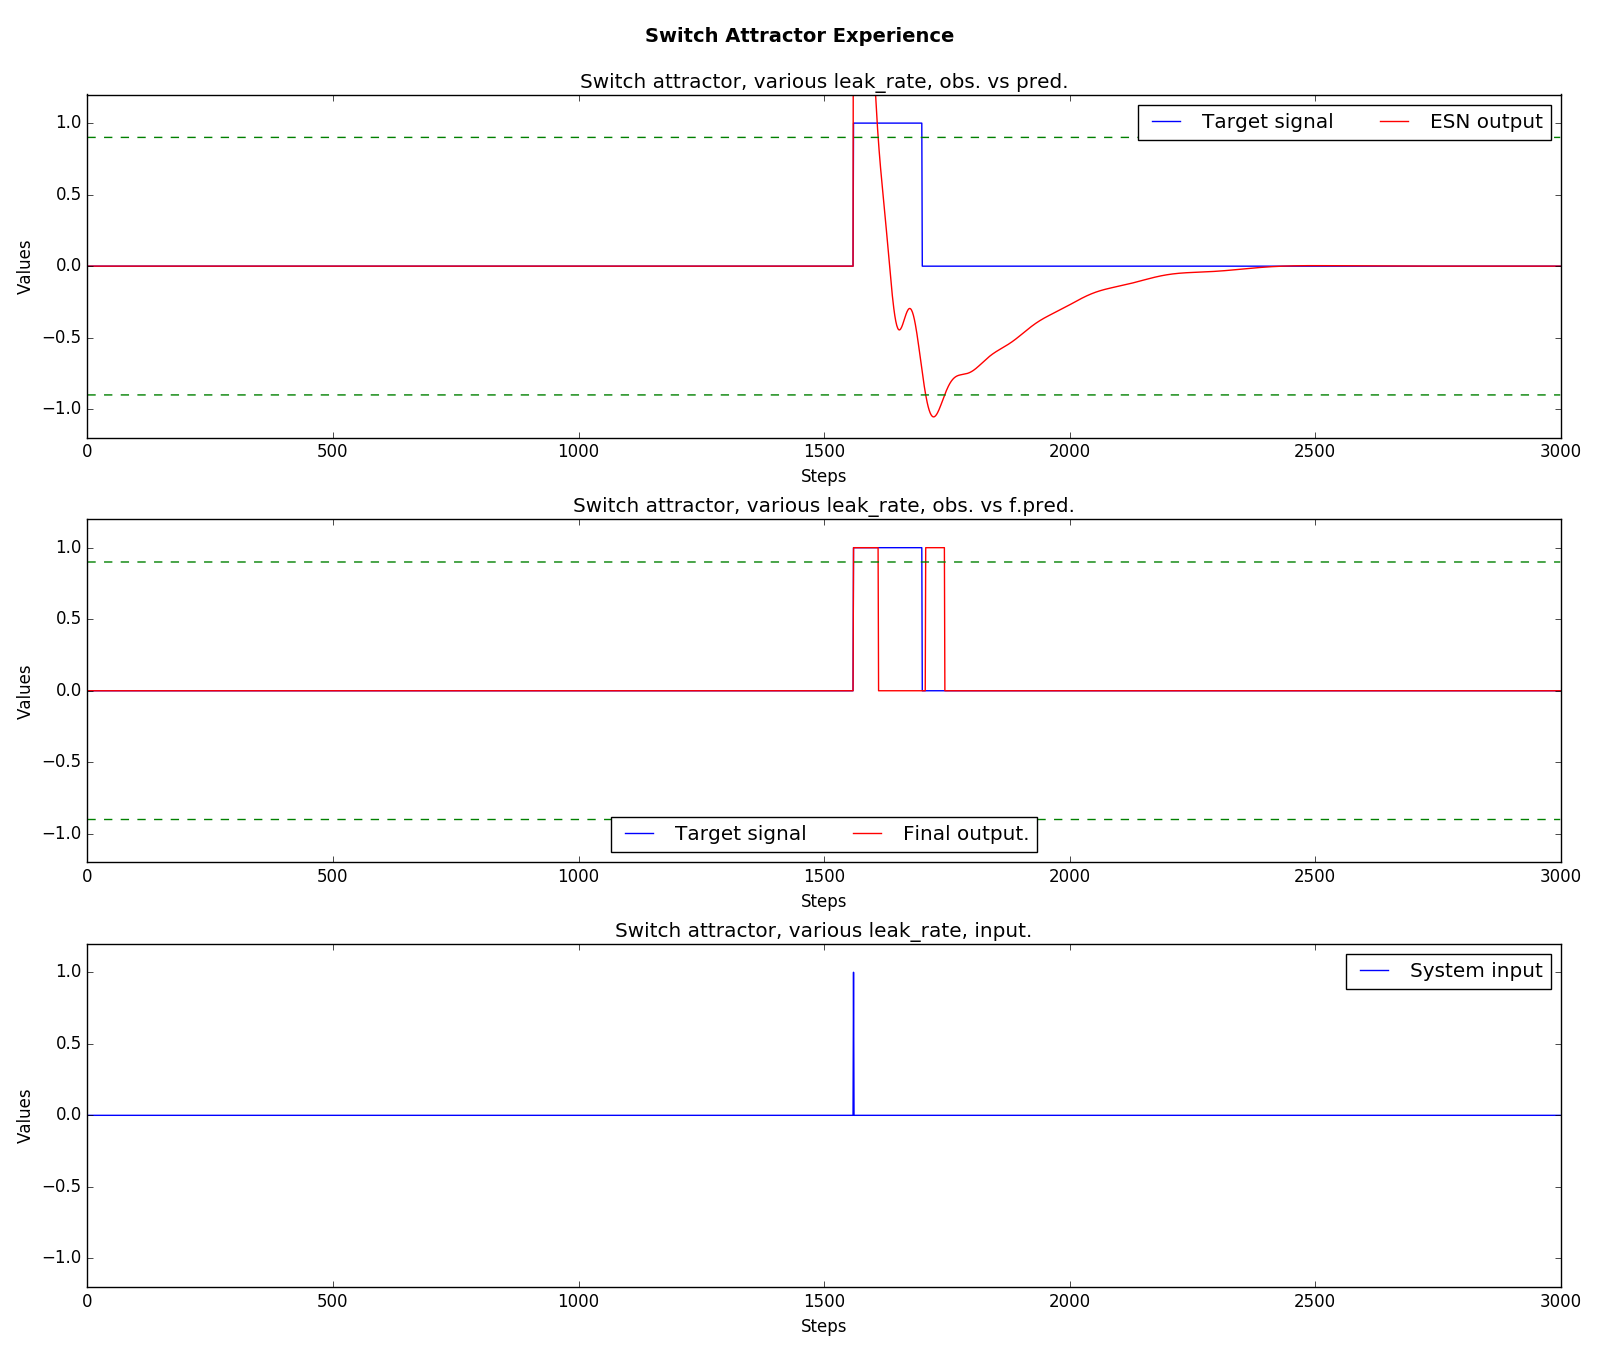 Switch Attractor Experience
Switch attractor, various leak_rate, obs. vs pred.
Target signal ESN output
Values
1.0
0.5
0.0
−0.5
−1.0
0 500 1000 1500 2000 2500 3000
Steps
Switch attractor, various leak_rate, obs. vs f.pred.
Values
1.0
0.5
0.0
−0.5
−1.0
Target signal Final output.
0 500 1000 1500 2000 2500 3000
Steps
Switch attractor, various leak_rate, input.
System input
Values
1.0
0.5
0.0
−0.5
−1.0
0 500 1000 1500 2000 2500 3000
Steps